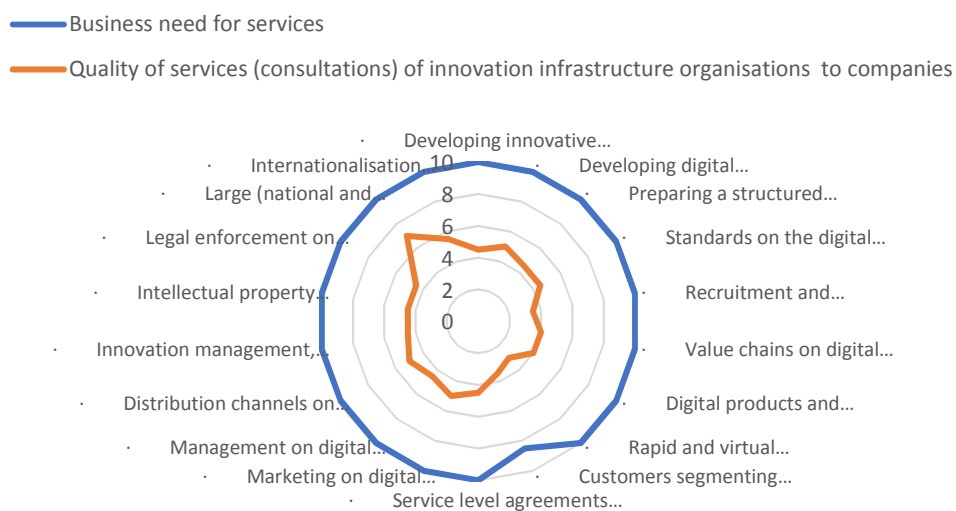 Business need for services
Quality of services (consultations) of innovation infrastructure organisations to companies
· Developing innovative...
· Developing digital...
· Preparing a structured...
· Standards on the digital...
· Recruitment and...
· Value chains on digital...
· Digital products and...
· Rapid and virtual...
· Customers segmenting...
· Service level agreements...
· Marketing on digital...
· Management on digital...
· Distribution channels on...
· Innovation management,...
· Intellectual property...
· Legal enforcement on...
· Large (national and...
· Internationalisation...
10
8
6
4
2
0